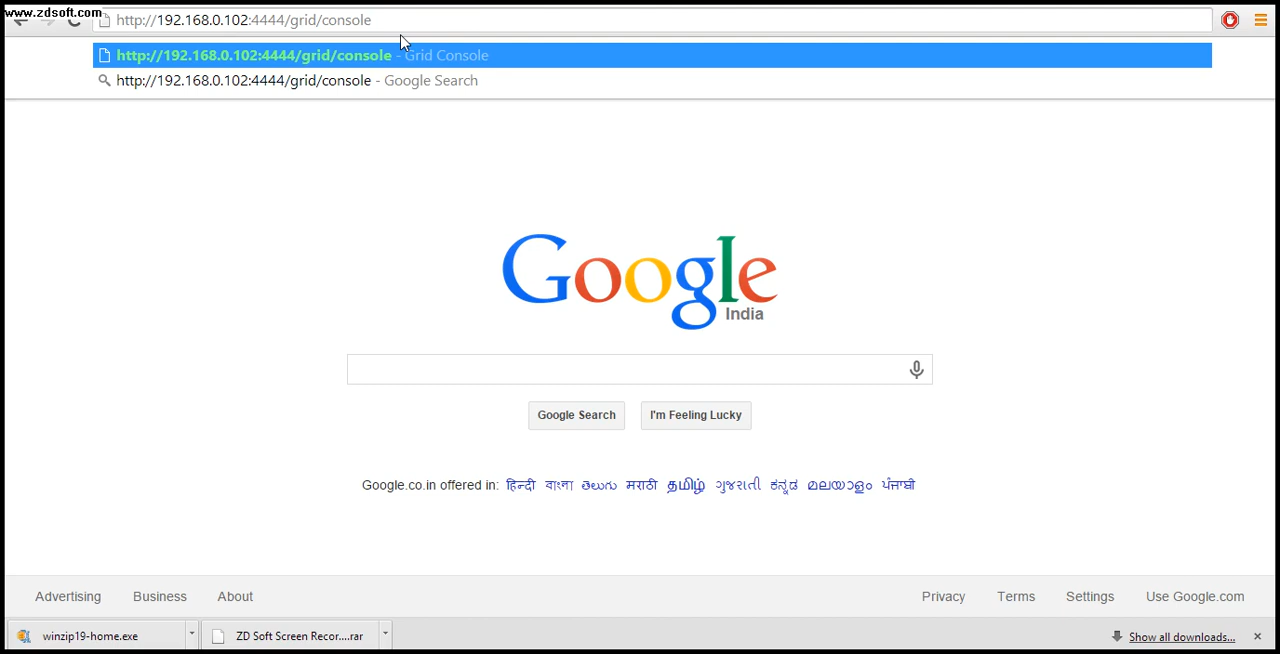 www.zdsoft.com
http://192.168.0.102:4444/grid/console
http://192.168.0.102:4444/grid/console - Grid Console
http://192.168.0.102:4444/grid/console - Google Search
Google
India
Google Search I'm Feeling Lucky
Google.co.in offered in: हिन्दी বাংলা తెలుగు मराठी தமிழ் ગુજરાતી ಕನ್ನಡ മലയാളം ਪੰਜਾਬੀ
Advertising Business About Privacy Terms Settings Use Google.com
winzip19-home.exe ZD Soft Screen Recor....rar Show all downloads...